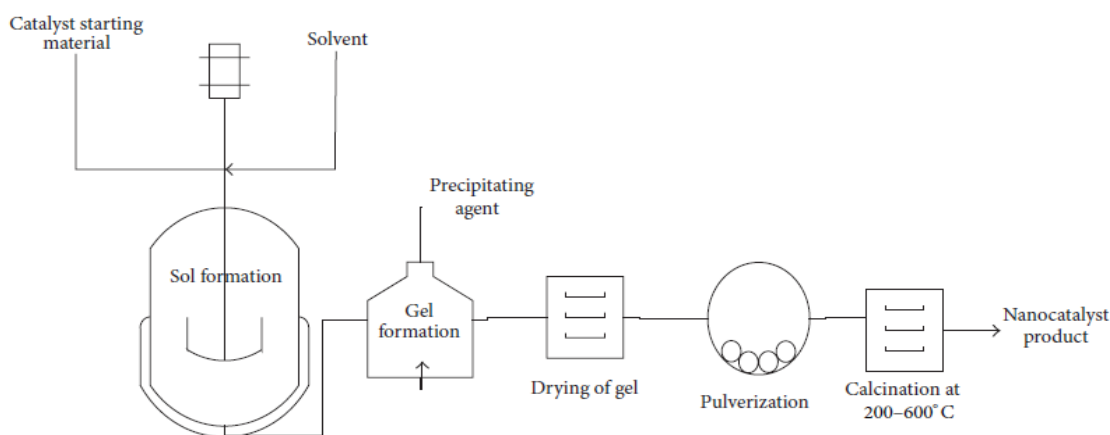 Catalyst starting
material
Solvent
Precipitating
agent
Sol formation
Gel
formation
Drying of gel
Pulverization
Calcination at
200–600°C
Nanocatalyst
product